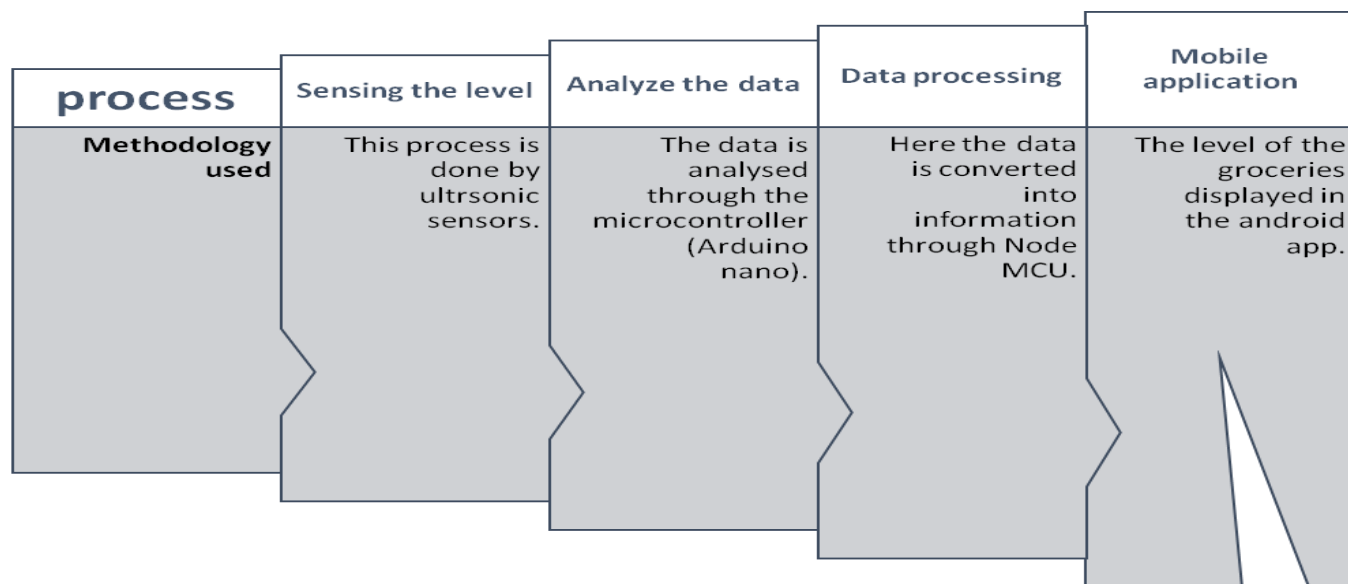 process
Methodology
used
Sensing the level
This process is
done by
ultrsonic
sensors.
Analyze the data
The data is
analysed
through the
microcontroller
(Arduino
nano).
Data processing
Here the data
is converted
into
information
through Node
MCU.
Mobile
application
The level of the
groceries
displayed in
the android
app.